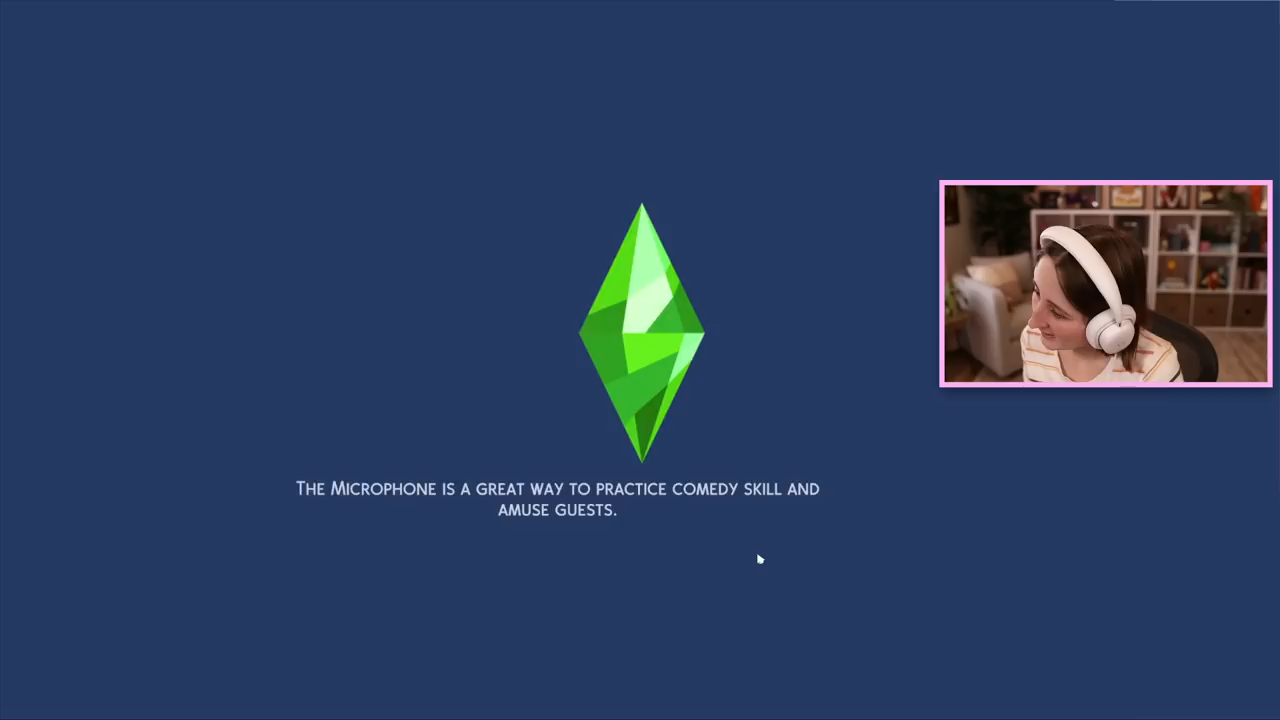 THE MICROPHONE IS A GREAT WAY TO PRACTICE COMEDY SKILL AND
AMUSE GUESTS.